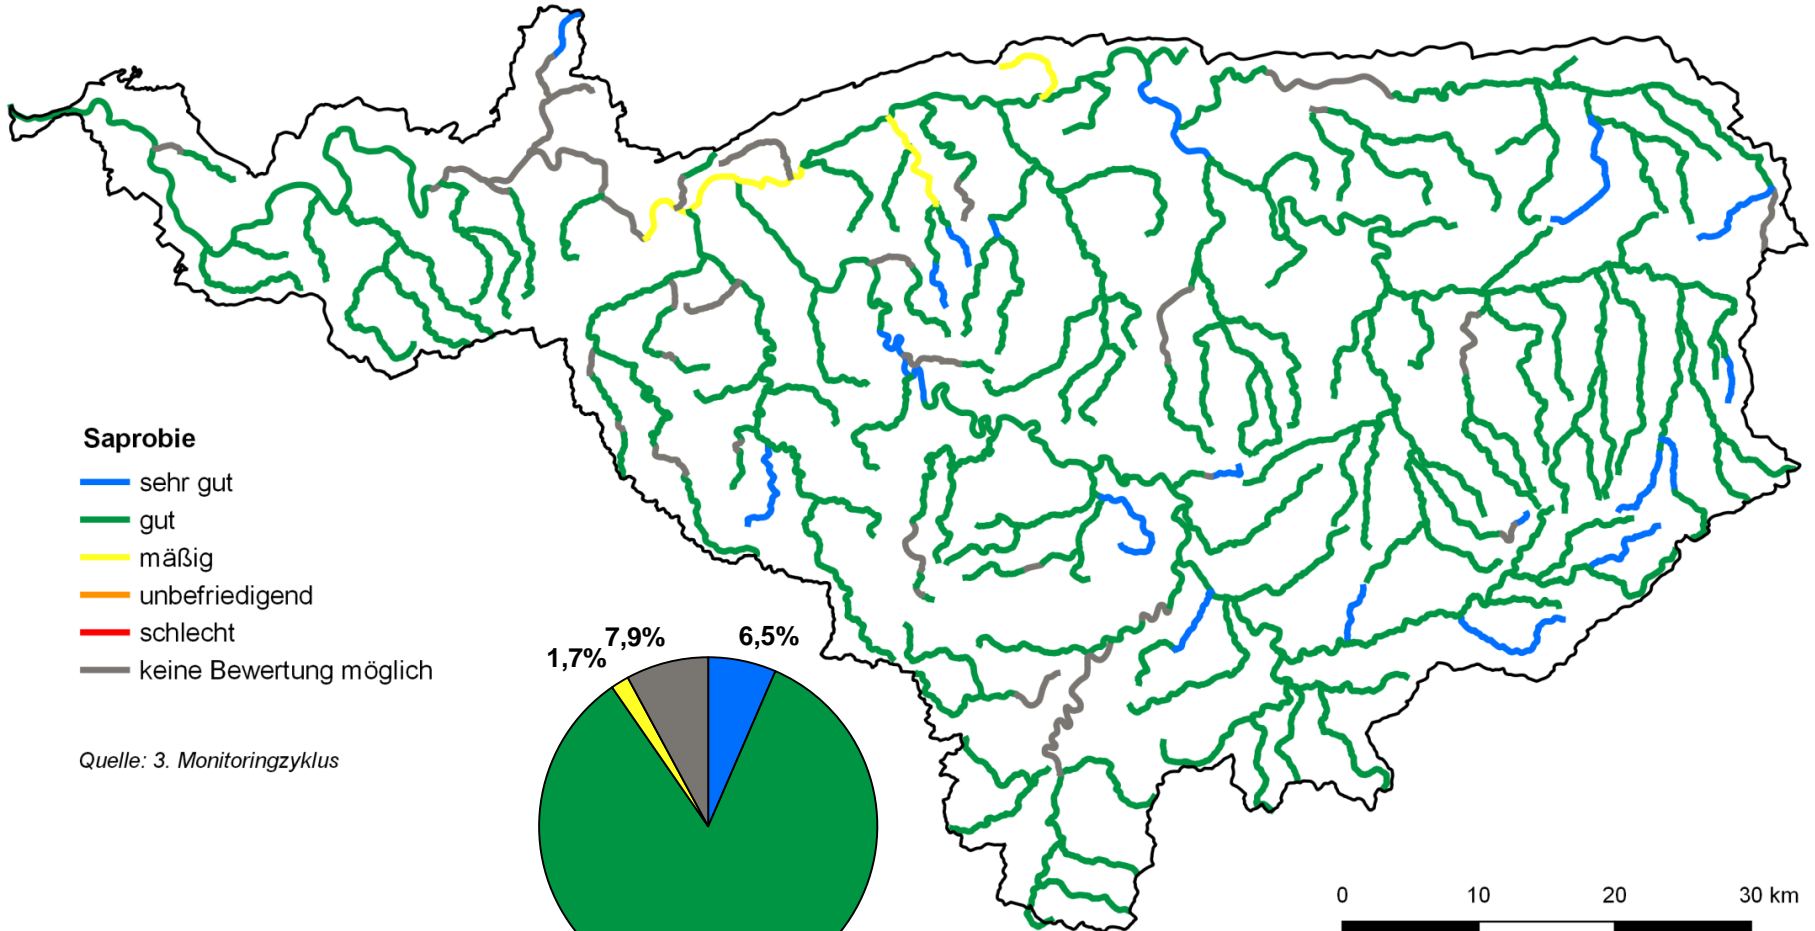 Saprobie
sehr gut
gut
mäßig
unbefriedigend
schlecht
keine Bewertung möglich
Quelle: 3. Monitoringzyklus
1,7%
7,9%
6,5%
0 10 20 30 km